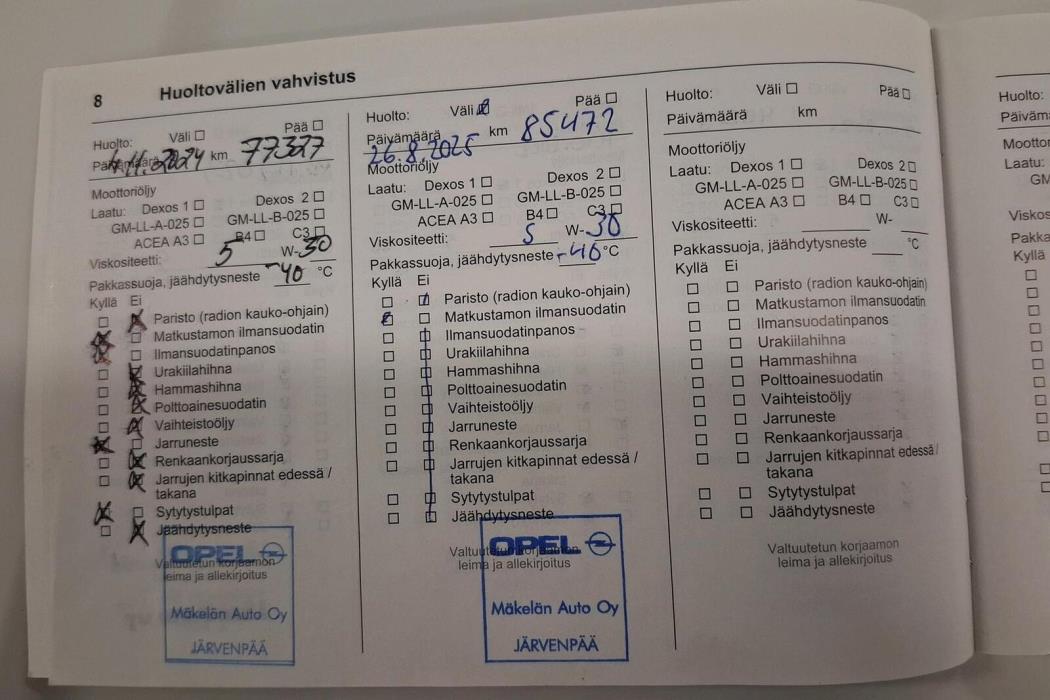 8 Huoltovälien vahvistus
Huolto: Väli ☐ Pää ☐
Päivämäärä 4.11.2024 km 77327
Moottoriöljy
Laatu: Dexos 1 ☐ Dexos 2 ☐
GM-LL-A-025 ☐ GM-LL-B-025 ☐
ACEA A3 ☐ B4 ☐ C3 ☐
Viskositeetti: 5 W-30
Pakkassuoja, jäähdytysneste -40 °C
Kyllä Ei
☐ ☒ Paristo (radion kauko-ohjain)
☒ ☐ Matkustamon ilmansuodatin
☒ ☐ Ilmansuodatinpanos
☐ ☒ Urakiilahihna
☐ ☒ Hammashihna
☐ ☒ Polttoainesuodatin
☐ ☒ Vaihteistoöljy
☒ ☐ Jarruneste
☐ ☒ Renkaankorjaussarja
☐ ☒ Jarrujen kitkapinnat edessä /
takana
☒ ☐ Sytytystulpat
☐ ☒ Jäähdytysneste
OPEL
Valtuutetun korjaamon
leima ja allekirjoitus
Mäkelän Auto Oy
JÄRVENPÄÄ
Huolto: Väli ☒ Pää ☐
Päivämäärä 26.8.2025 km 85472
Moottoriöljy
Laatu: Dexos 1 ☐ Dexos 2 ☐
GM-LL-A-025 ☐ GM-LL-B-025 ☐
ACEA A3 ☐ B4 ☐ C3 ☐
Viskositeetti: 5 W-30
Pakkassuoja, jäähdytysneste -40 °C
Kyllä Ei
☐ ☒ Paristo (radion kauko-ohjain)
☒ ☐ Matkustamon ilmansuodatin
☐ ☒ Ilmansuodatinpanos
☐ ☒ Urakiilahihna
☐ ☒ Hammashihna
☐ ☒ Polttoainesuodatin
☐ ☒ Vaihteistoöljy
☐ ☒ Jarruneste
☐ ☒ Renkaankorjaussarja
☐ ☒ Jarrujen kitkapinnat edessä /
takana
☐ ☒ Sytytystulpat
☐ ☒ Jäähdytysneste
OPEL
Valtuutetun korjaamon
leima ja allekirjoitus
Mäkelän Auto Oy
JÄRVENPÄÄ
Huolto: Väli ☐ Pää ☐
Päivämäärä km
Moottoriöljy
Laatu: Dexos 1 ☐ Dexos 2 ☐
GM-LL-A-025 ☐ GM-LL-B-025 ☐
ACEA A3 ☐ B4 ☐ C3 ☐
Viskositeetti: W-
Pakkassuoja, jäähdytysneste °C
Kyllä Ei
☐ ☐ Paristo (radion kauko-ohjain)
☐ ☐ Matkustamon ilmansuodatin
☐ ☐ Ilmansuodatinpanos
☐ ☐ Urakiilahihna
☐ ☐ Hammashihna
☐ ☐ Polttoainesuodatin
☐ ☐ Vaihteistoöljy
☐ ☐ Jarruneste
☐ ☐ Renkaankorjaussarja
☐ ☐ Jarrujen kitkapinnat edessä /
takana
☐ ☐ Sytytystulpat
☐ ☐ Jäähdytysneste
Valtuutetun korjaamon
leima ja allekirjoitus
Huolto:
Laatu:
GM
Kyllä